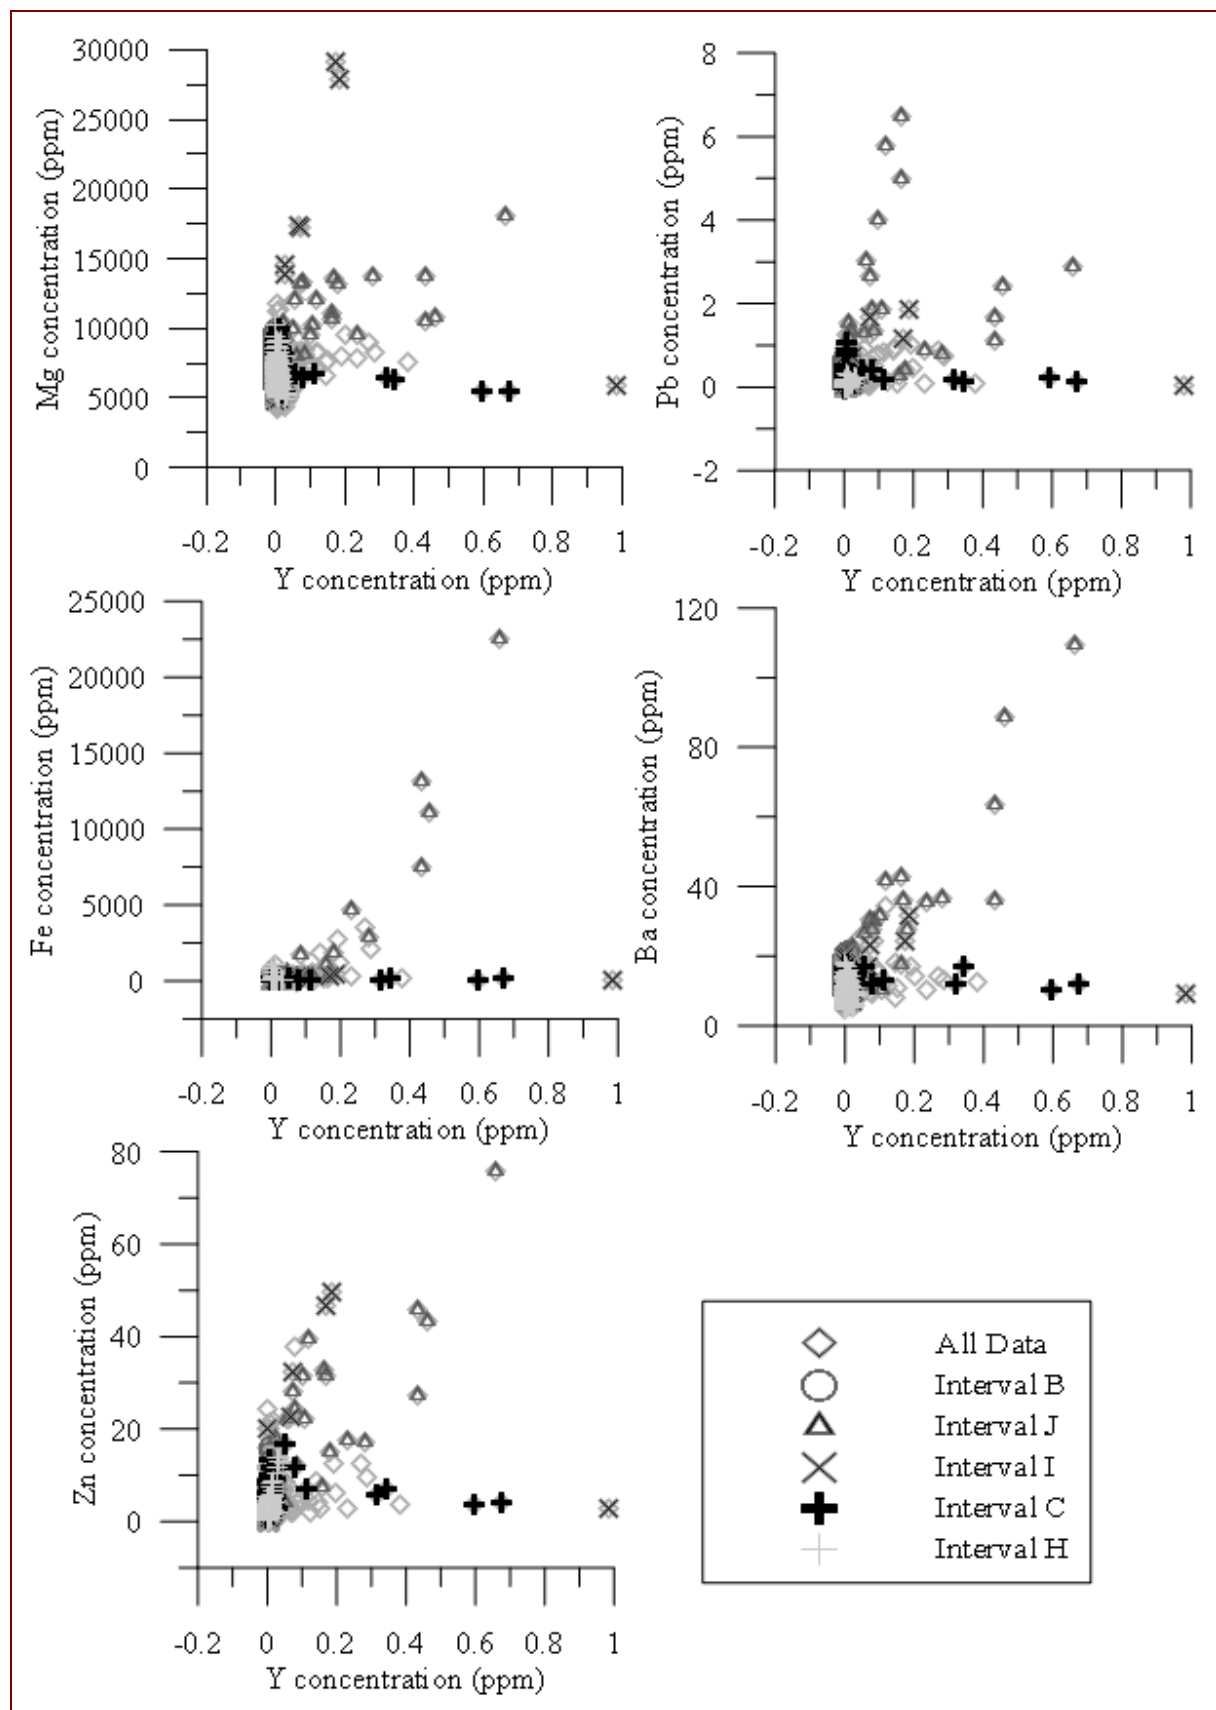 30000
25000
20000
15000
10000
5000
0
Mg concentration (ppm)
-0.2 0 0.2 0.4 0.6 0.8 1
Y concentration (ppm)
8
6
4
2
0
-2
Pb concentration (ppm)
-0.2 0 0.2 0.4 0.6 0.8 1
Y concentration (ppm)
25000
20000
15000
10000
5000
0
Fe concentration (ppm)
-0.2 0 0.2 0.4 0.6 0.8 1
Y concentration (ppm)
120
80
40
0
Ba concentration (ppm)
-0.2 0 0.2 0.4 0.6 0.8 1
Y concentration (ppm)
80
60
40
20
0
Zn concentration (ppm)
-0.2 0 0.2 0.4 0.6 0.8 1
Y concentration (ppm)
All Data
Interval B
Interval J
Interval I
Interval C
Interval H